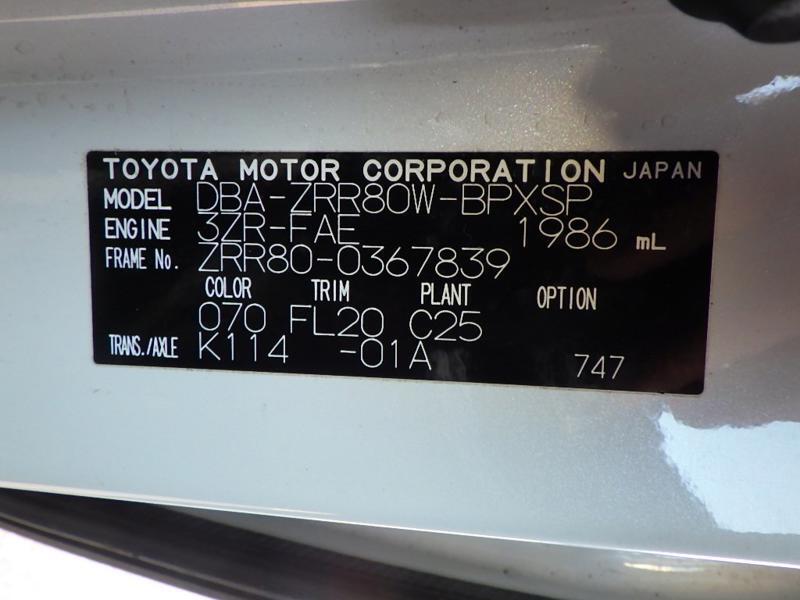 TOYOTA MOTOR CORPORATION JAPAN
MODEL DBA-ZRR80W-BPXSP
ENGINE 3ZR-FAE 1986 mL
FRAME No. ZRR80-0367839
COLOR TRIM PLANT OPTION
070 FL20 C25
TRANS./AXLE K114 -01A 747